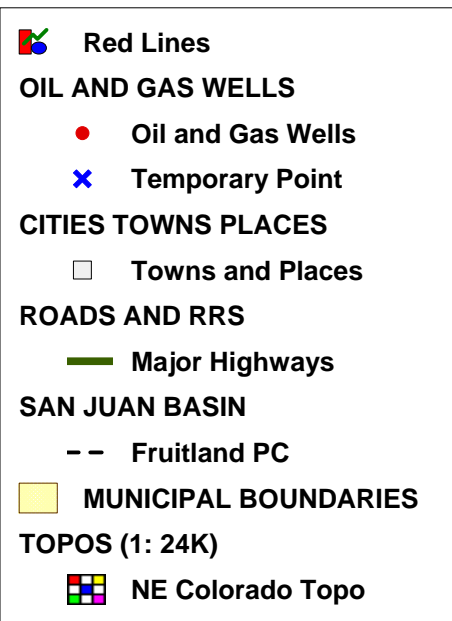 Red Lines
OIL AND GAS WELLS
Oil and Gas Wells
Temporary Point
CITIES TOWNS PLACES
Towns and Places
ROADS AND RRS
Major Highways
SAN JUAN BASIN
Fruitland PC
MUNICIPAL BOUNDARIES
TOPOS (1: 24K)
NE Colorado Topo